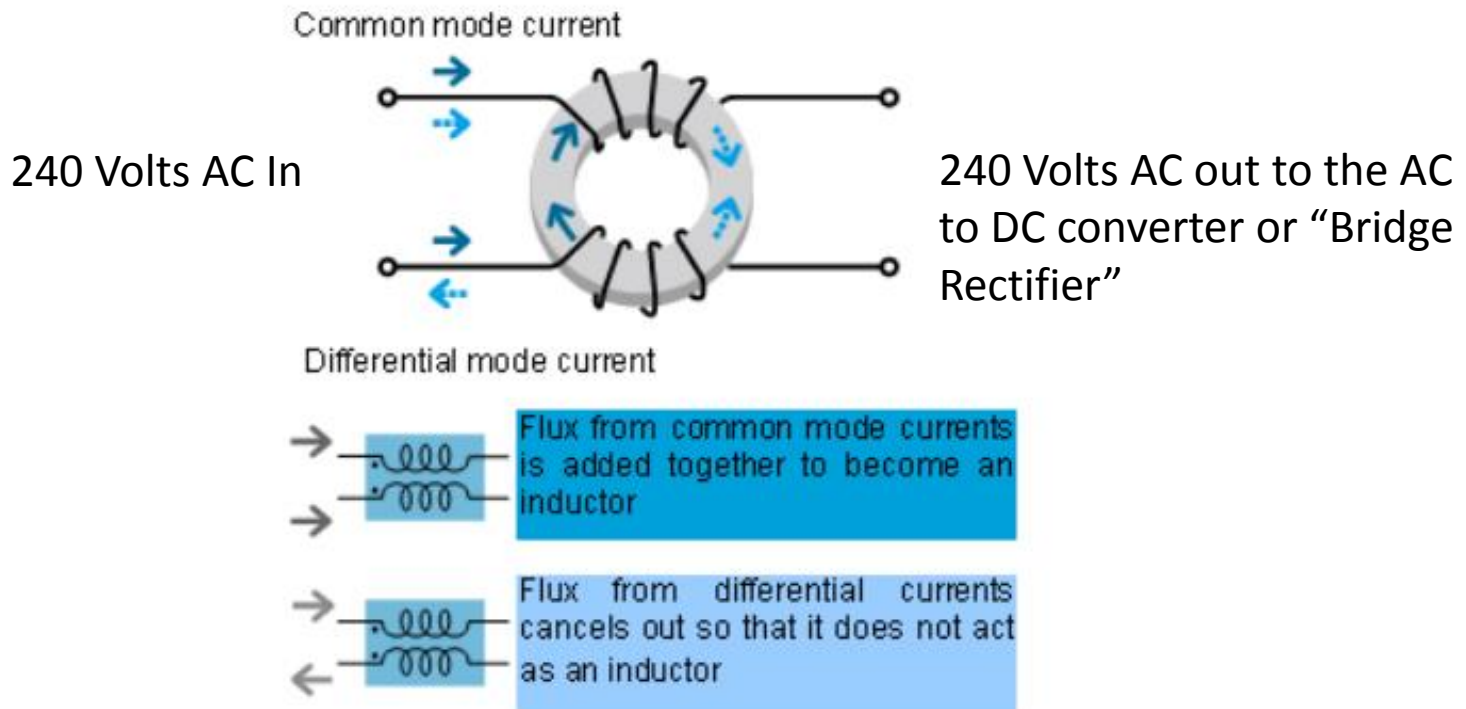 Common mode current
240 Volts AC In
240 Volts AC out to the AC
to DC converter or “Bridge
Rectifier”
Differential mode current
Flux from common mode currents
is added together to become an
inductor
Flux from differential currents
cancels out so that it does not act
as an inductor